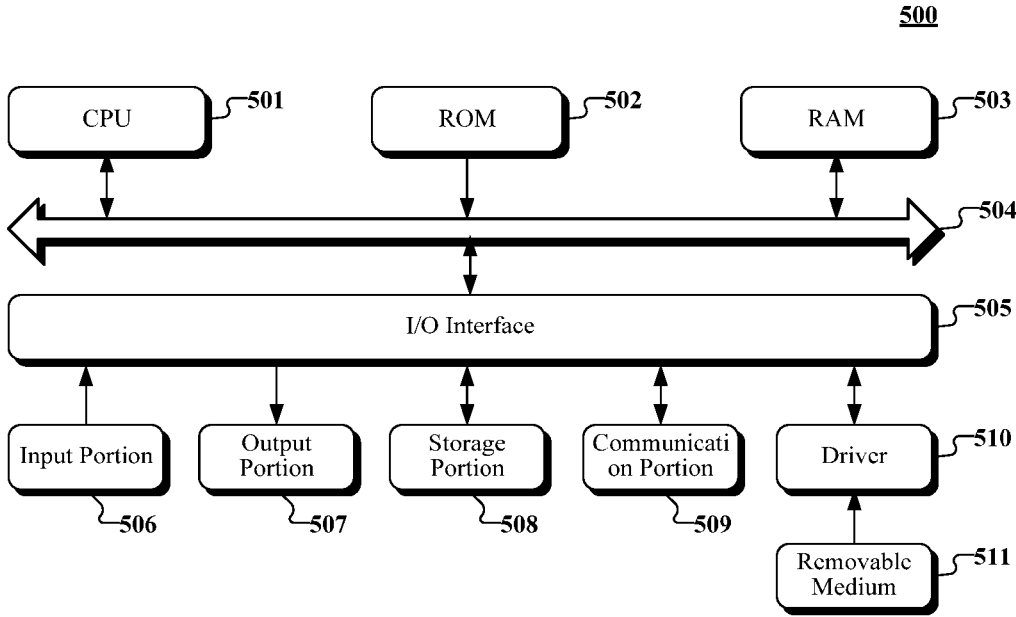 500
CPU
501
ROM
502
RAM
503
504
I/O Interface
505
Input Portion
506
Output
Portion
507
Storage
Portion
508
Communicati
on Portion
509
Driver
510
Removable
Medium
511